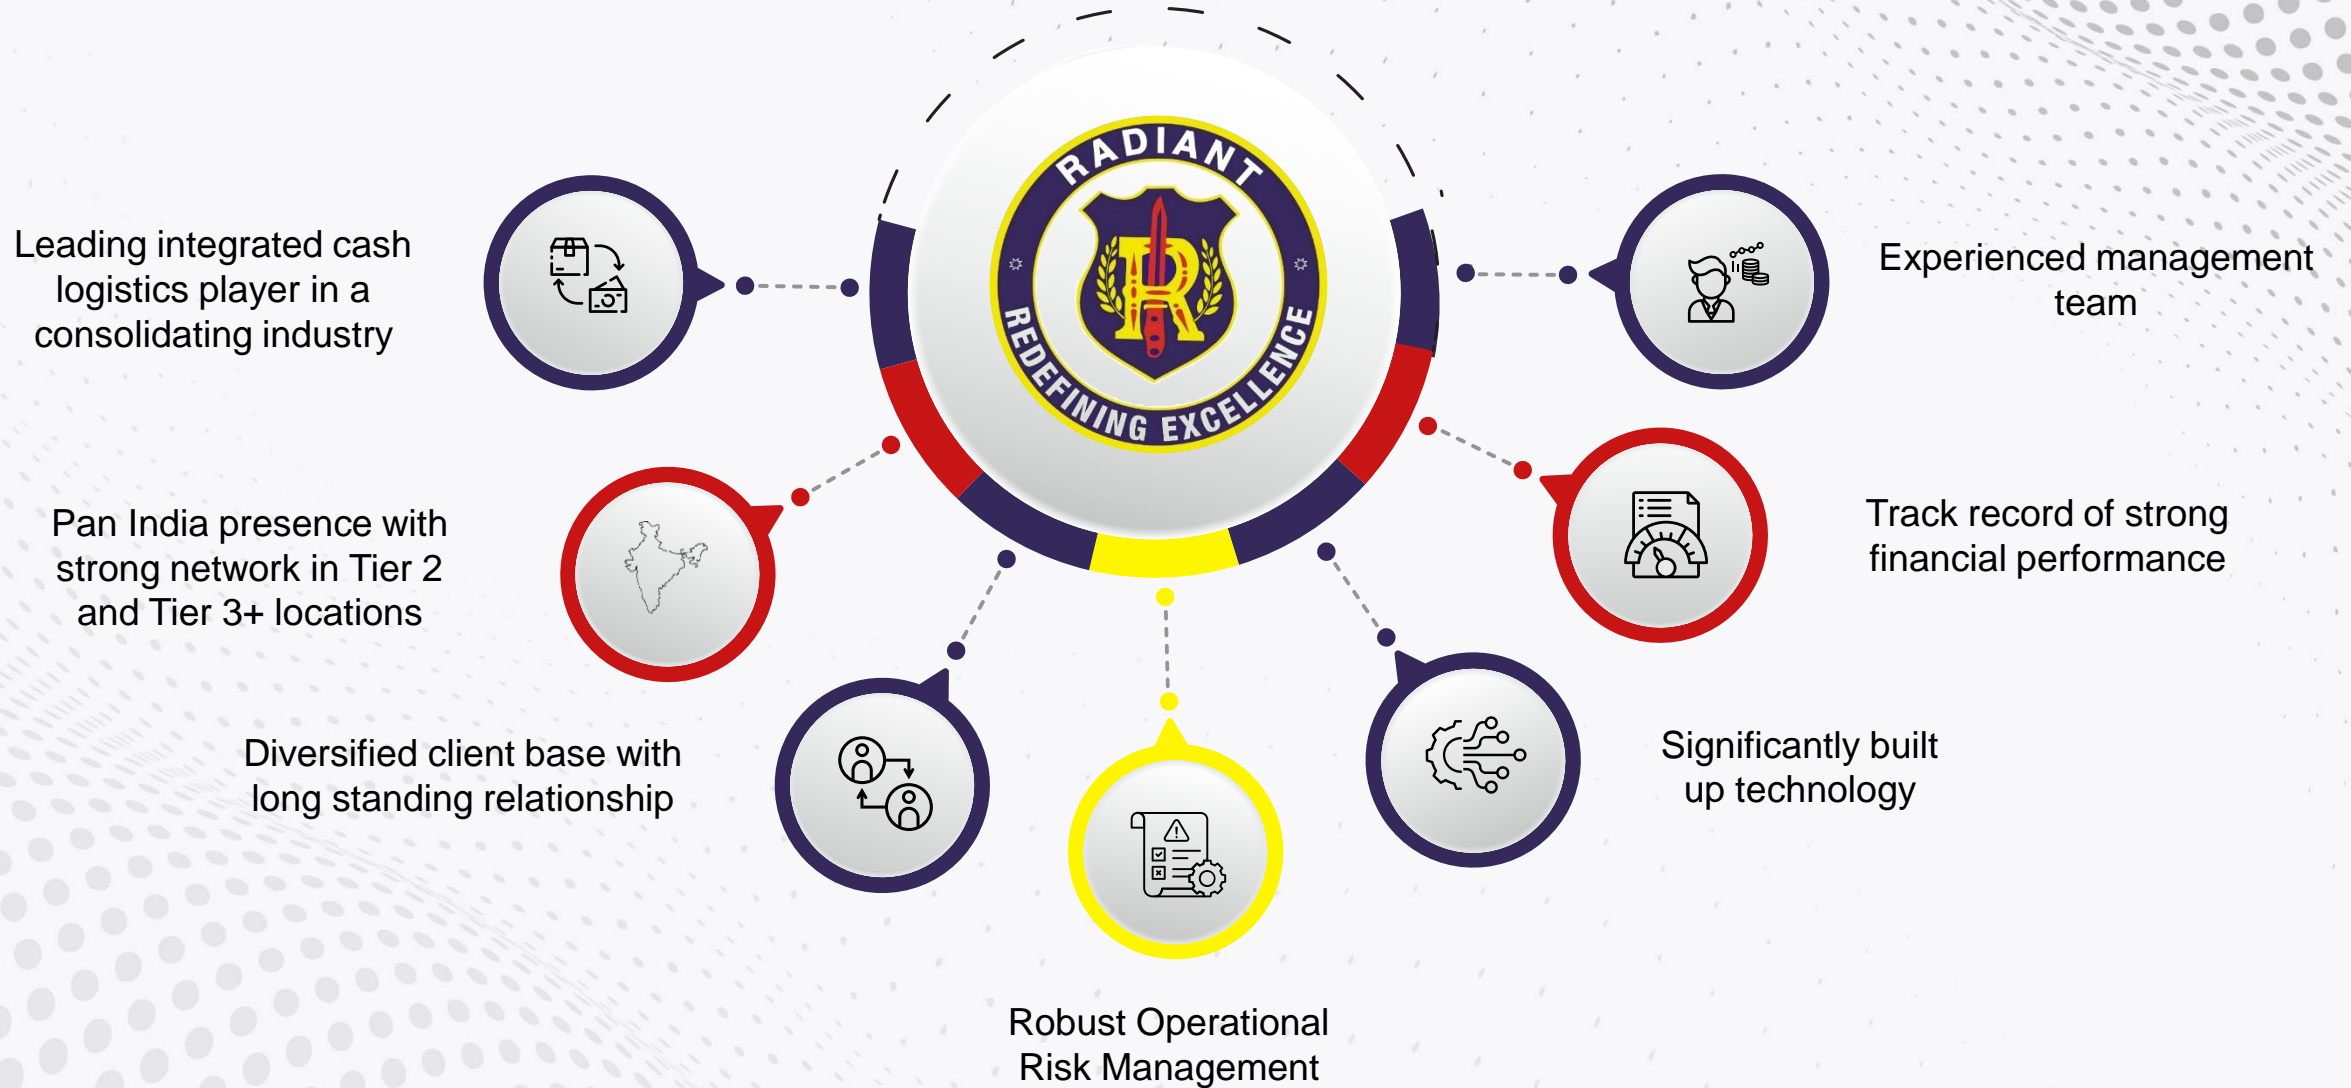 RADIANT
REDEFINING EXCELLENCE
R
Leading integrated cash
logistics player in a
consolidating industry
Pan India presence with
strong network in Tier 2
and Tier 3+ locations
Diversified client base with
long standing relationship
Robust Operational
Risk Management
Significantly built
up technology
Track record of strong
financial performance
Experienced management
team